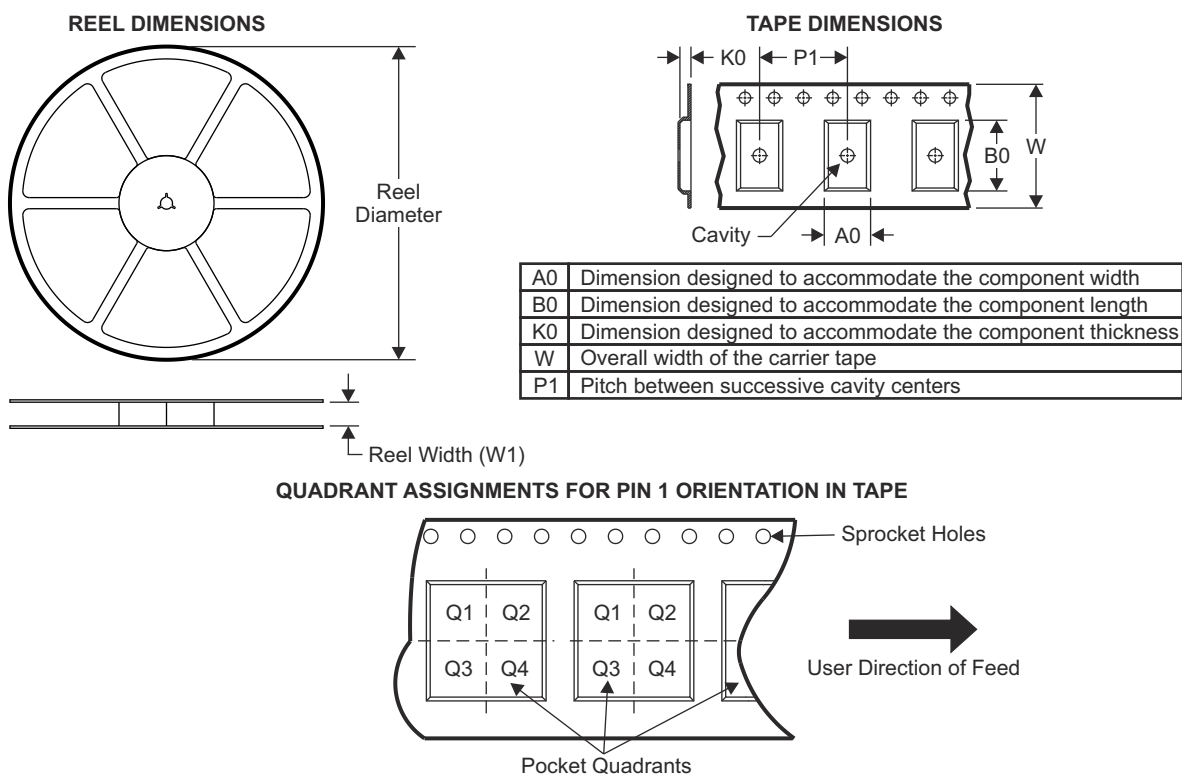 REEL DIMENSIONS
Reel
Diameter
Reel Width (W1)
TAPE DIMENSIONS
K0
P1
B0
W
Cavity
A0
A0 Dimension designed to accommodate the component width
B0 Dimension designed to accommodate the component length
K0 Dimension designed to accommodate the component thickness
W Overall width of the carrier tape
P1 Pitch between successive cavity centers
QUADRANT ASSIGNMENTS FOR PIN 1 ORIENTATION IN TAPE
Sprocket Holes
Q1 Q2 Q1 Q2
Q3 Q4 Q3 Q4
User Direction of Feed
Pocket Quadrants